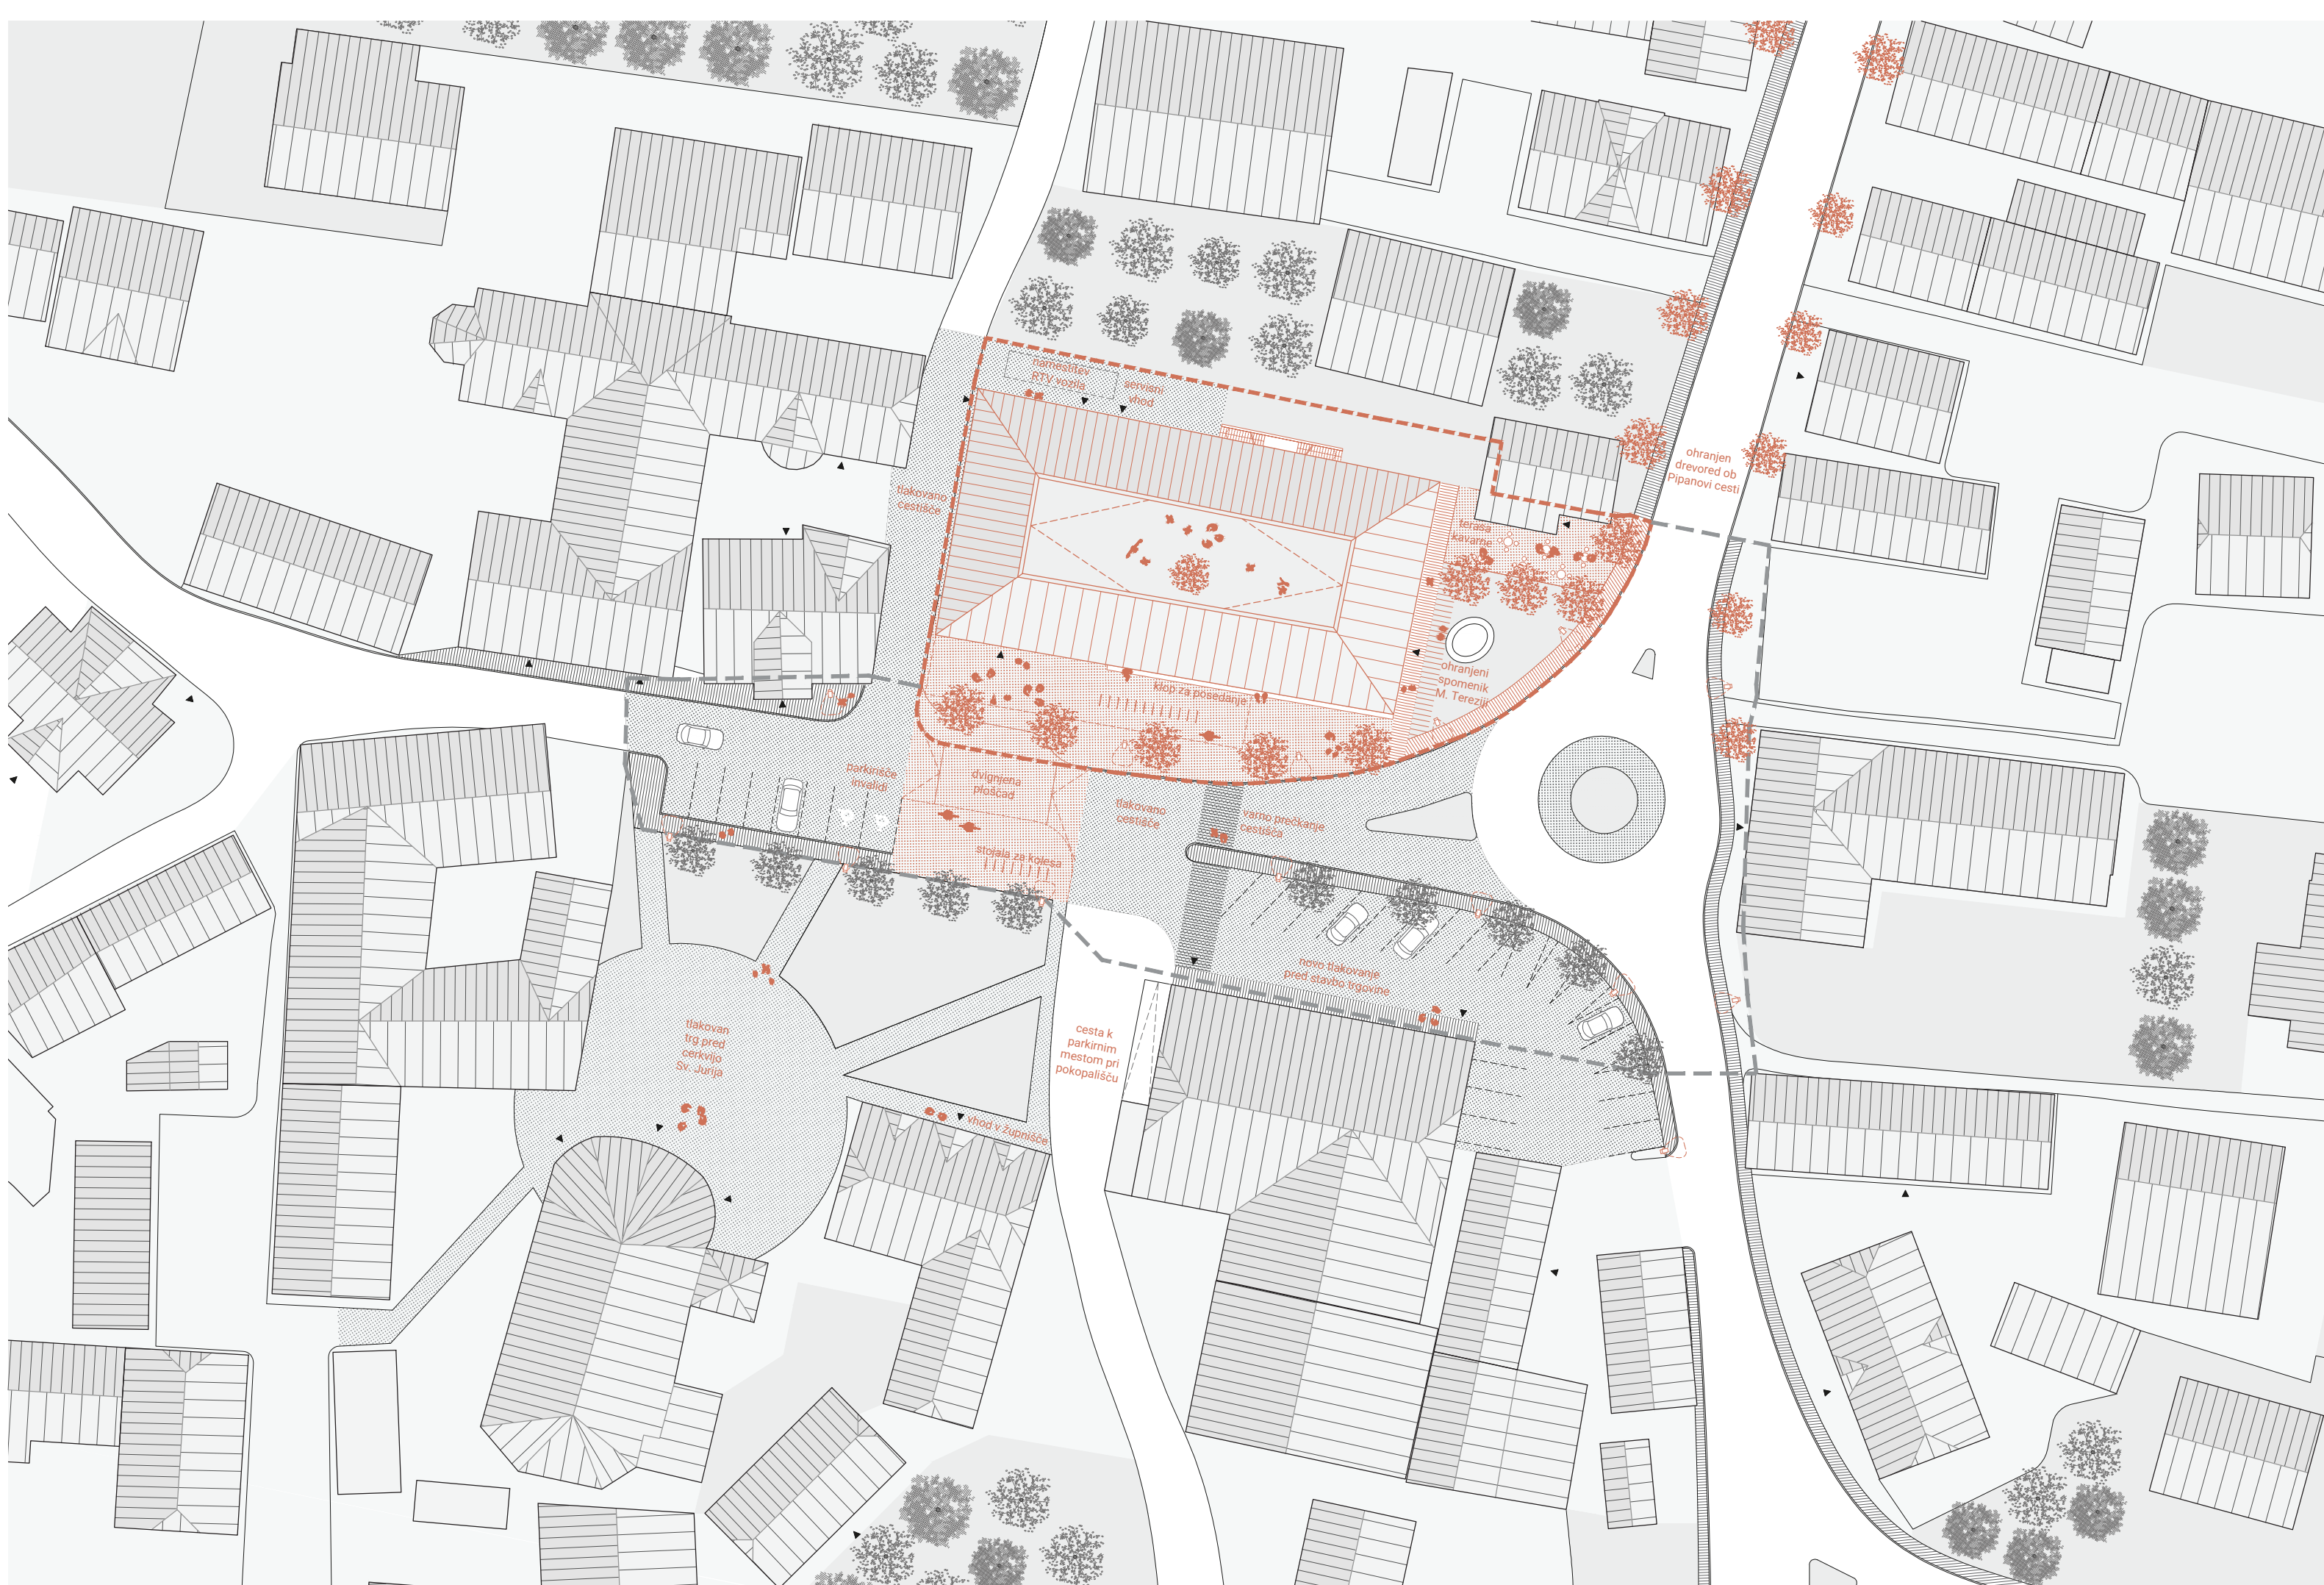 namestitev
RTV vozila
servisni
vhod
ohranjen
drevored ob
Pipanovi cesti
tlakovano
cestišče
terasa
kavarne
ohranjeni
spomenik
M. Tereziji
klop za posedanje
parkirišče
invalidi
dvignjena
ploščad
tlakovano
cestišče
varno prečkanje
cestišča
stojala za kolesa
novo tlakovanje
pred stavbo trgovine
tlakovan
trg pred
cerkvijo
Sv. Jurija
cesta k
parkirnim
mestom pri
pokopališču
vhod v župnišče